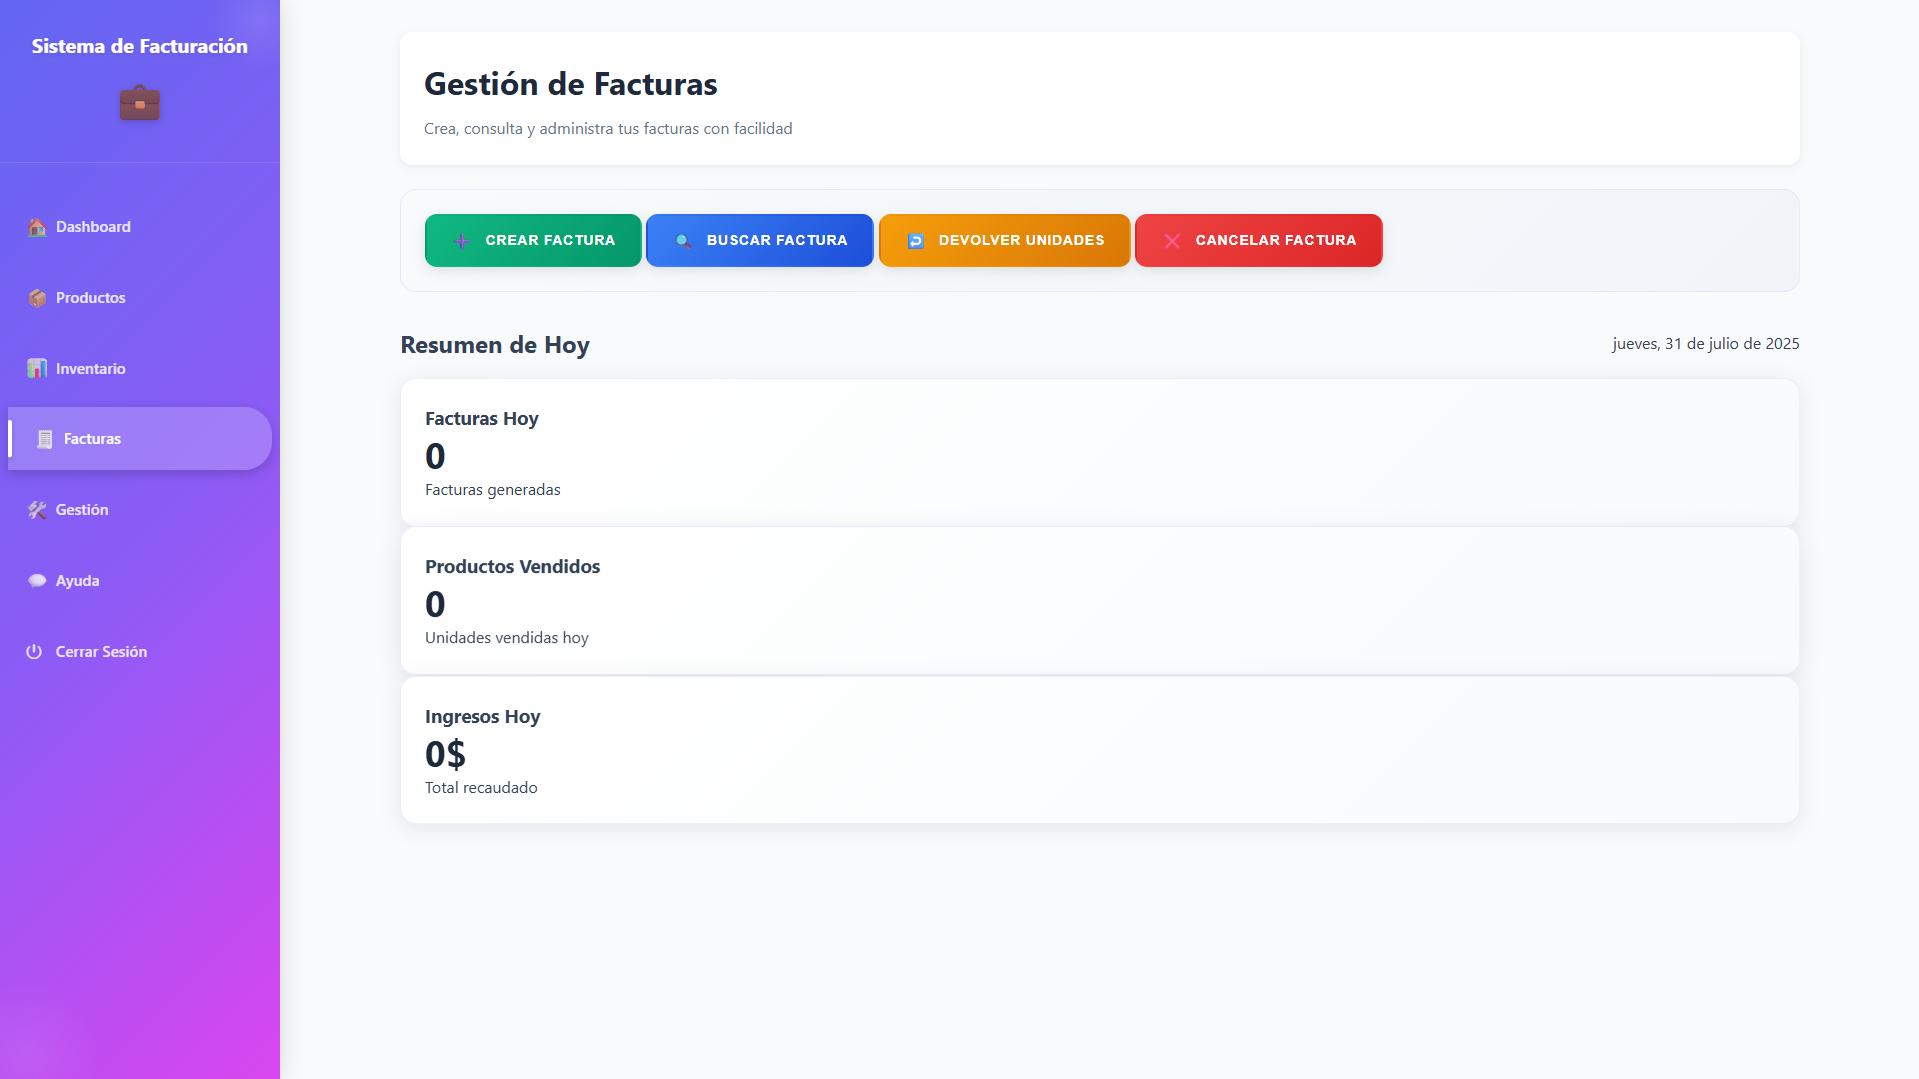 Sistema de Facturación
Dashboard
Productos
Inventario
Facturas
Gestión
Ayuda
Cerrar Sesión
Gestión de Facturas
Crea, consulta y administra tus facturas con facilidad
CREAR FACTURA
BUSCAR FACTURA
DEVOLVER UNIDADES
CANCELAR FACTURA
Resumen de Hoy
jueves, 31 de julio de 2025
Facturas Hoy
0
Facturas generadas
Productos Vendidos
0
Unidades vendidas hoy
Ingresos Hoy
0$
Total recaudado